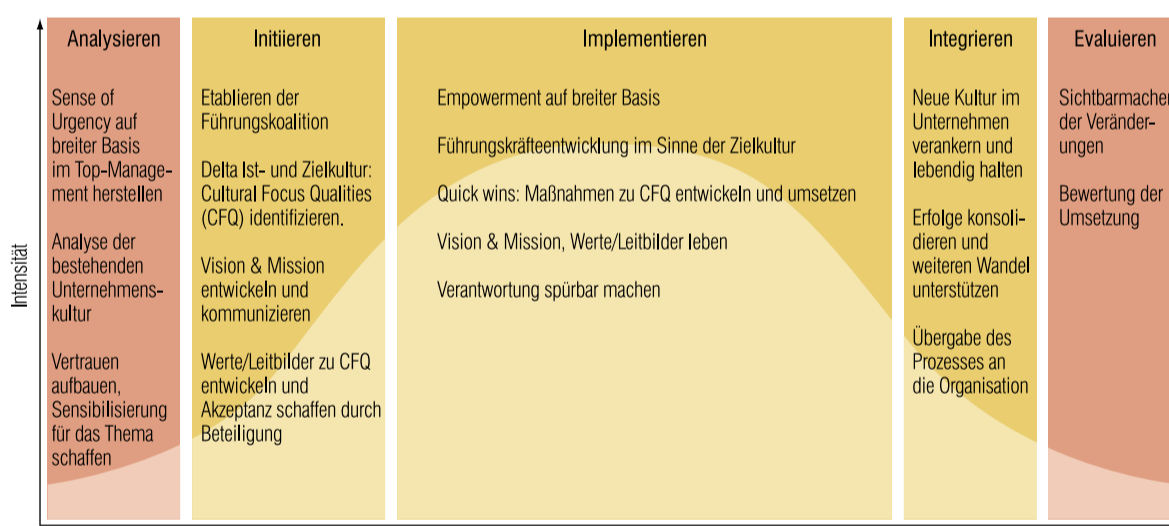 Intensität
Analysieren
Sense of
Urgency auf
breiter Basis
im Top-Manage-
ment herstellen
Analyse der
bestehenden
Unternehmens-
kultur
Vertrauen
aufbauen,
Sensibilisierung
für das Thema
schaffen
Initiieren
Etablieren der
Führungskoalition
Delta Ist- und Zielkultur:
Cultural Focus Qualities
(CFQ) identifizieren.
Vision & Mission
entwickeln und
kommunizieren
Werte/Leitbilder zu CFQ
entwickeln und
Akzeptanz schaffen durch
Beteiligung
Implementieren
Empowerment auf breiter Basis
Führungskräfteentwicklung im Sinne der Zielkultur
Quick wins: Maßnahmen zu CFQ entwickeln und umsetzen
Vision & Mission, Werte/Leitbilder leben
Verantwortung spürbar machen
Integrieren
Neue Kultur im
Unternehmen
verankern und
lebendig halten
Erfolge konsoli-
dieren und
weiteren Wandel
unterstützen
Übergabe des
Prozesses an
die Organisation
Evaluieren
Sichtbarmachen
der Veränder-
ungen
Bewertung der
Umsetzung